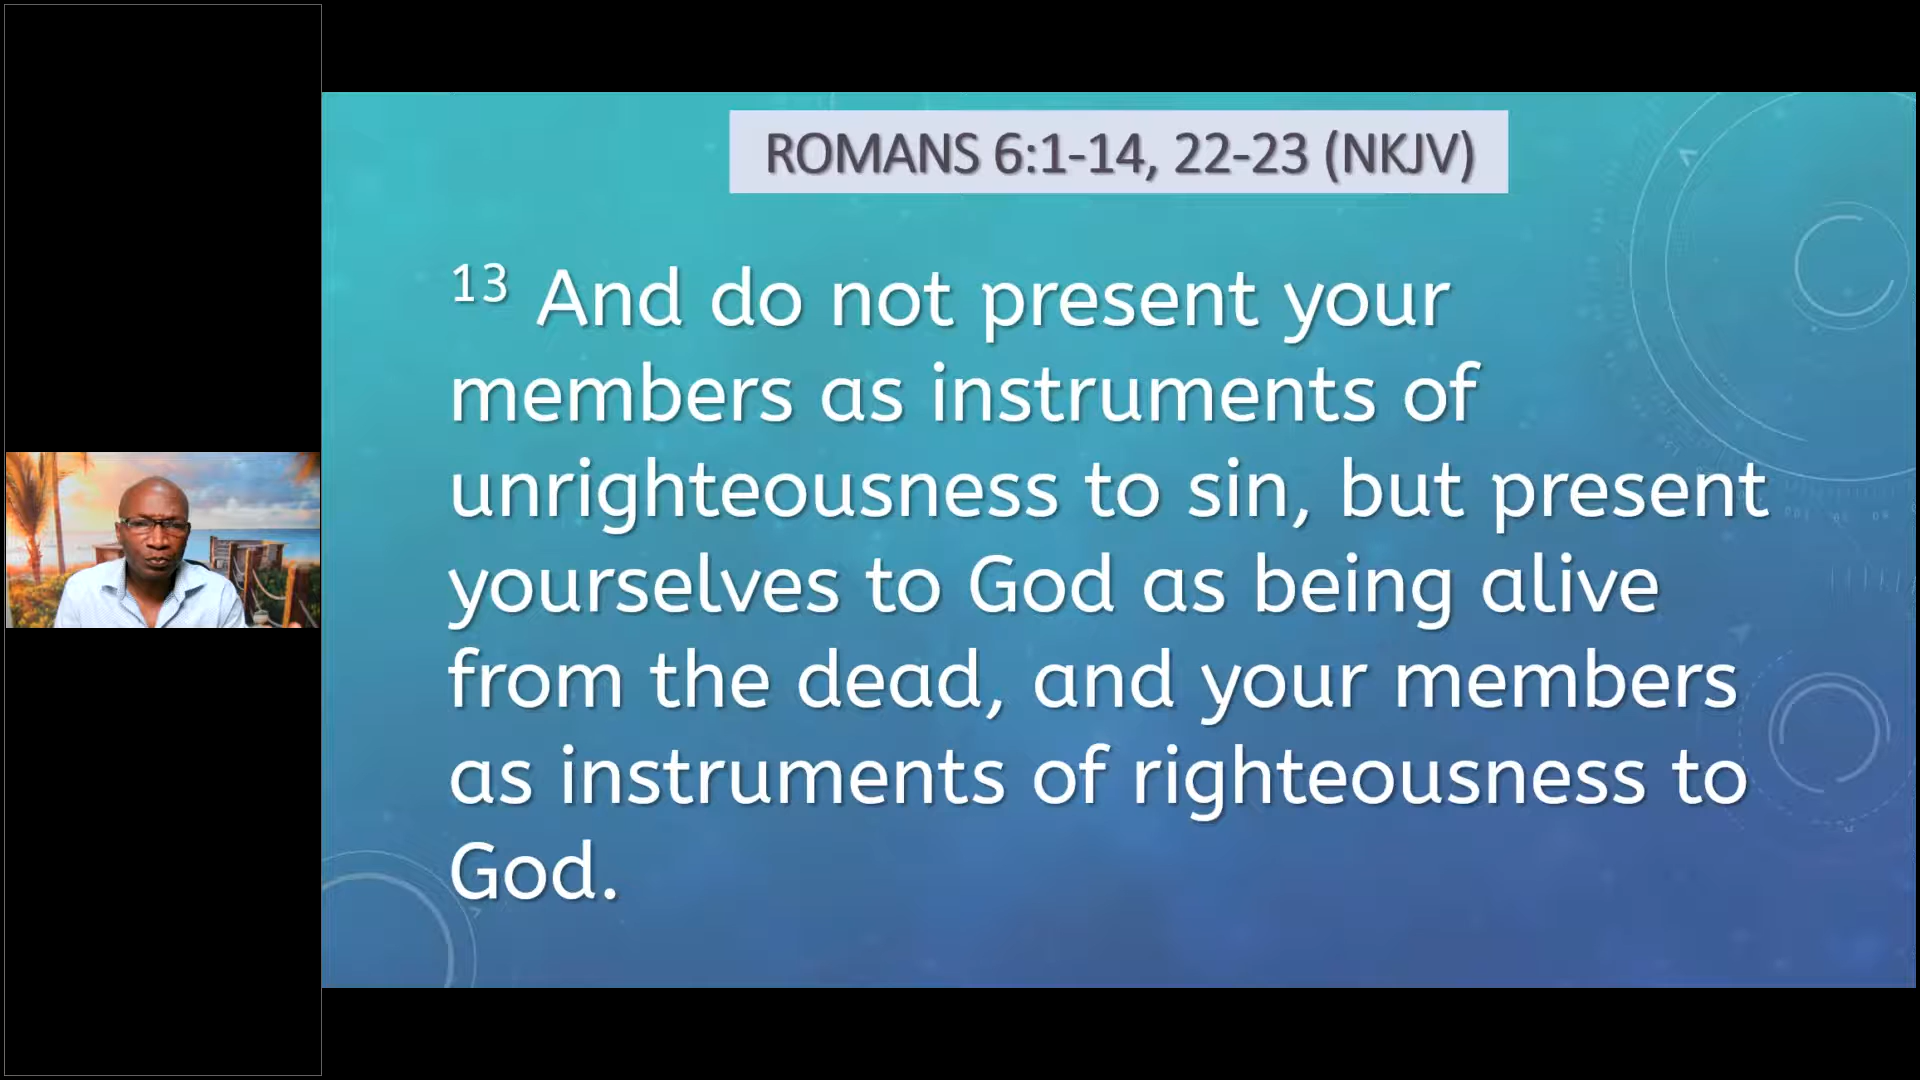 ROMANS 6:1-14, 22-23 (NKJV)
13 And do not present your
members as instruments of
unrighteousness to sin, but present
yourselves to God as being alive
from the dead, and your members
as instruments of righteousness to
God.